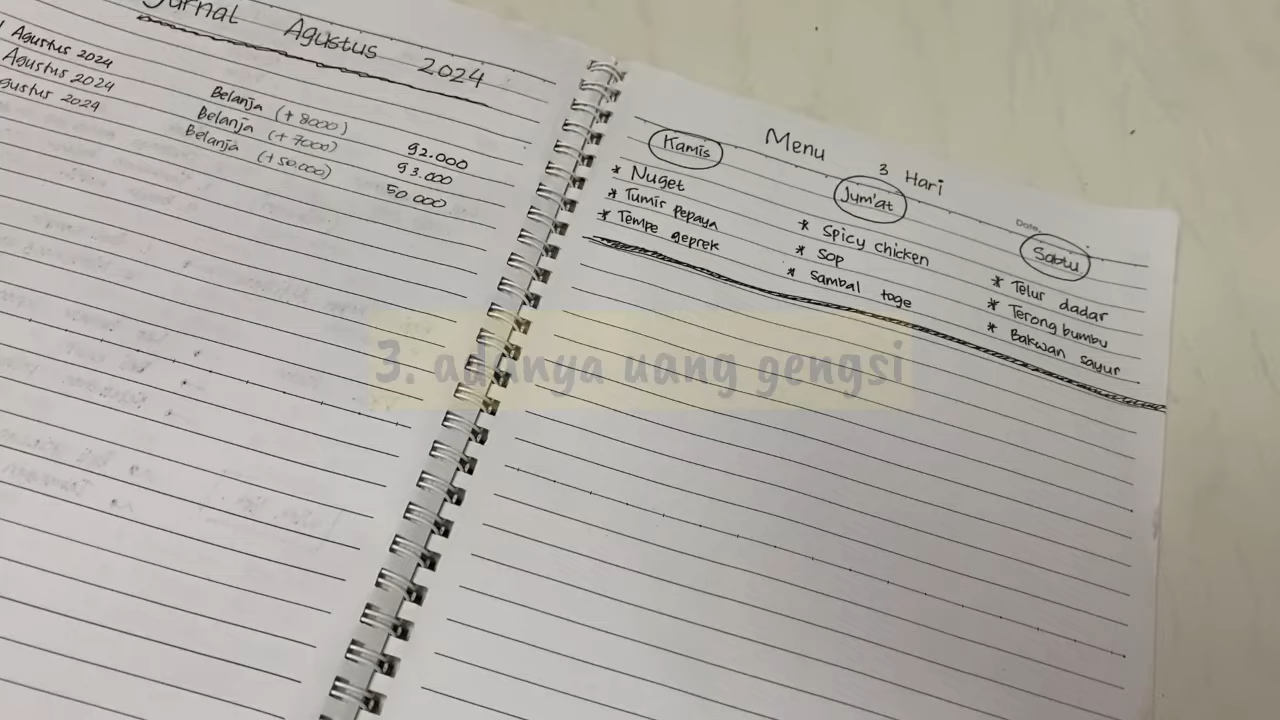 Jurnal Agustus 2024
Agustus 2024 Belanja (+ 8000) 92.000
Agustus 2024 Belanja (+ 7000) 93.000
gustus 2024 Belanja (+ 50.000) 50 000
Menu 3 Hari
Date
Kamis
* Nuget
* Tumis pepaya
* Tempe geprek
Jum'at
* Spicy chicken
* Sop
* Sambal toge
Sabtu
* Telur dadar
* Terong bumbu
* Bakwan sayur
3. adanya uang gengsi